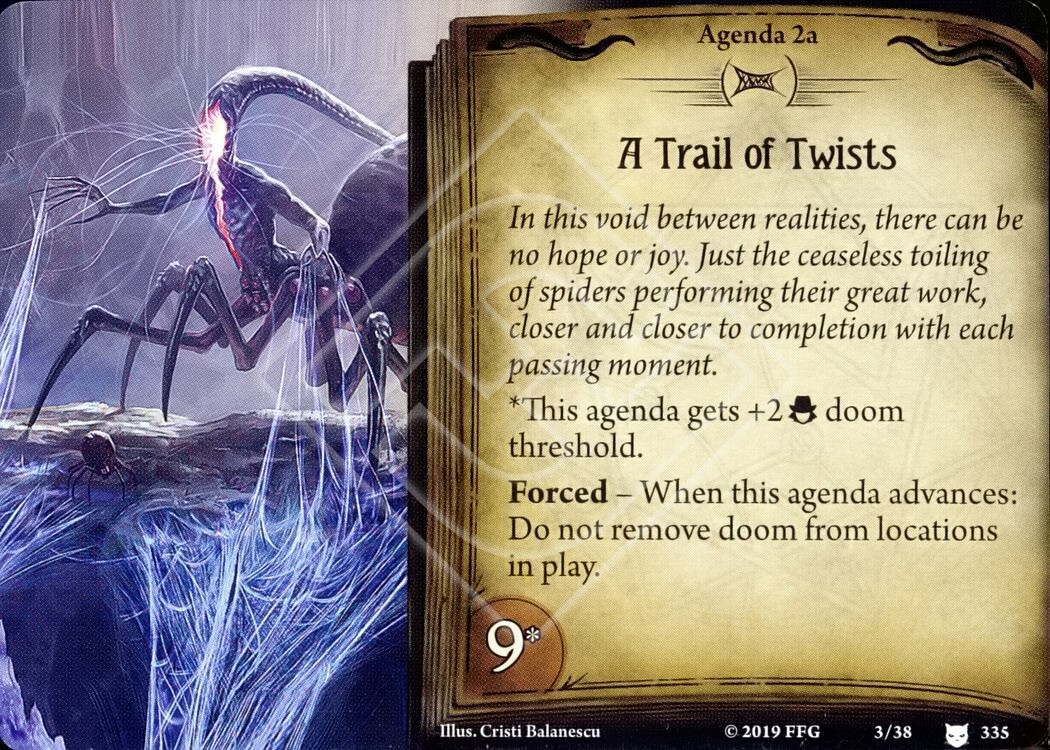 Agenda 2a
A Trail of Twists
In this void between realities, there can be
no hope or joy. Just the ceaseless toiling
of spiders performing their great work,
closer and closer to completion with each
passing moment.
*This agenda gets +2 doom
threshold.
Forced – When this agenda advances:
Do not remove doom from locations
in play.
9*
Illus. Cristi Balanescu © 2019 FFG 3/38 335